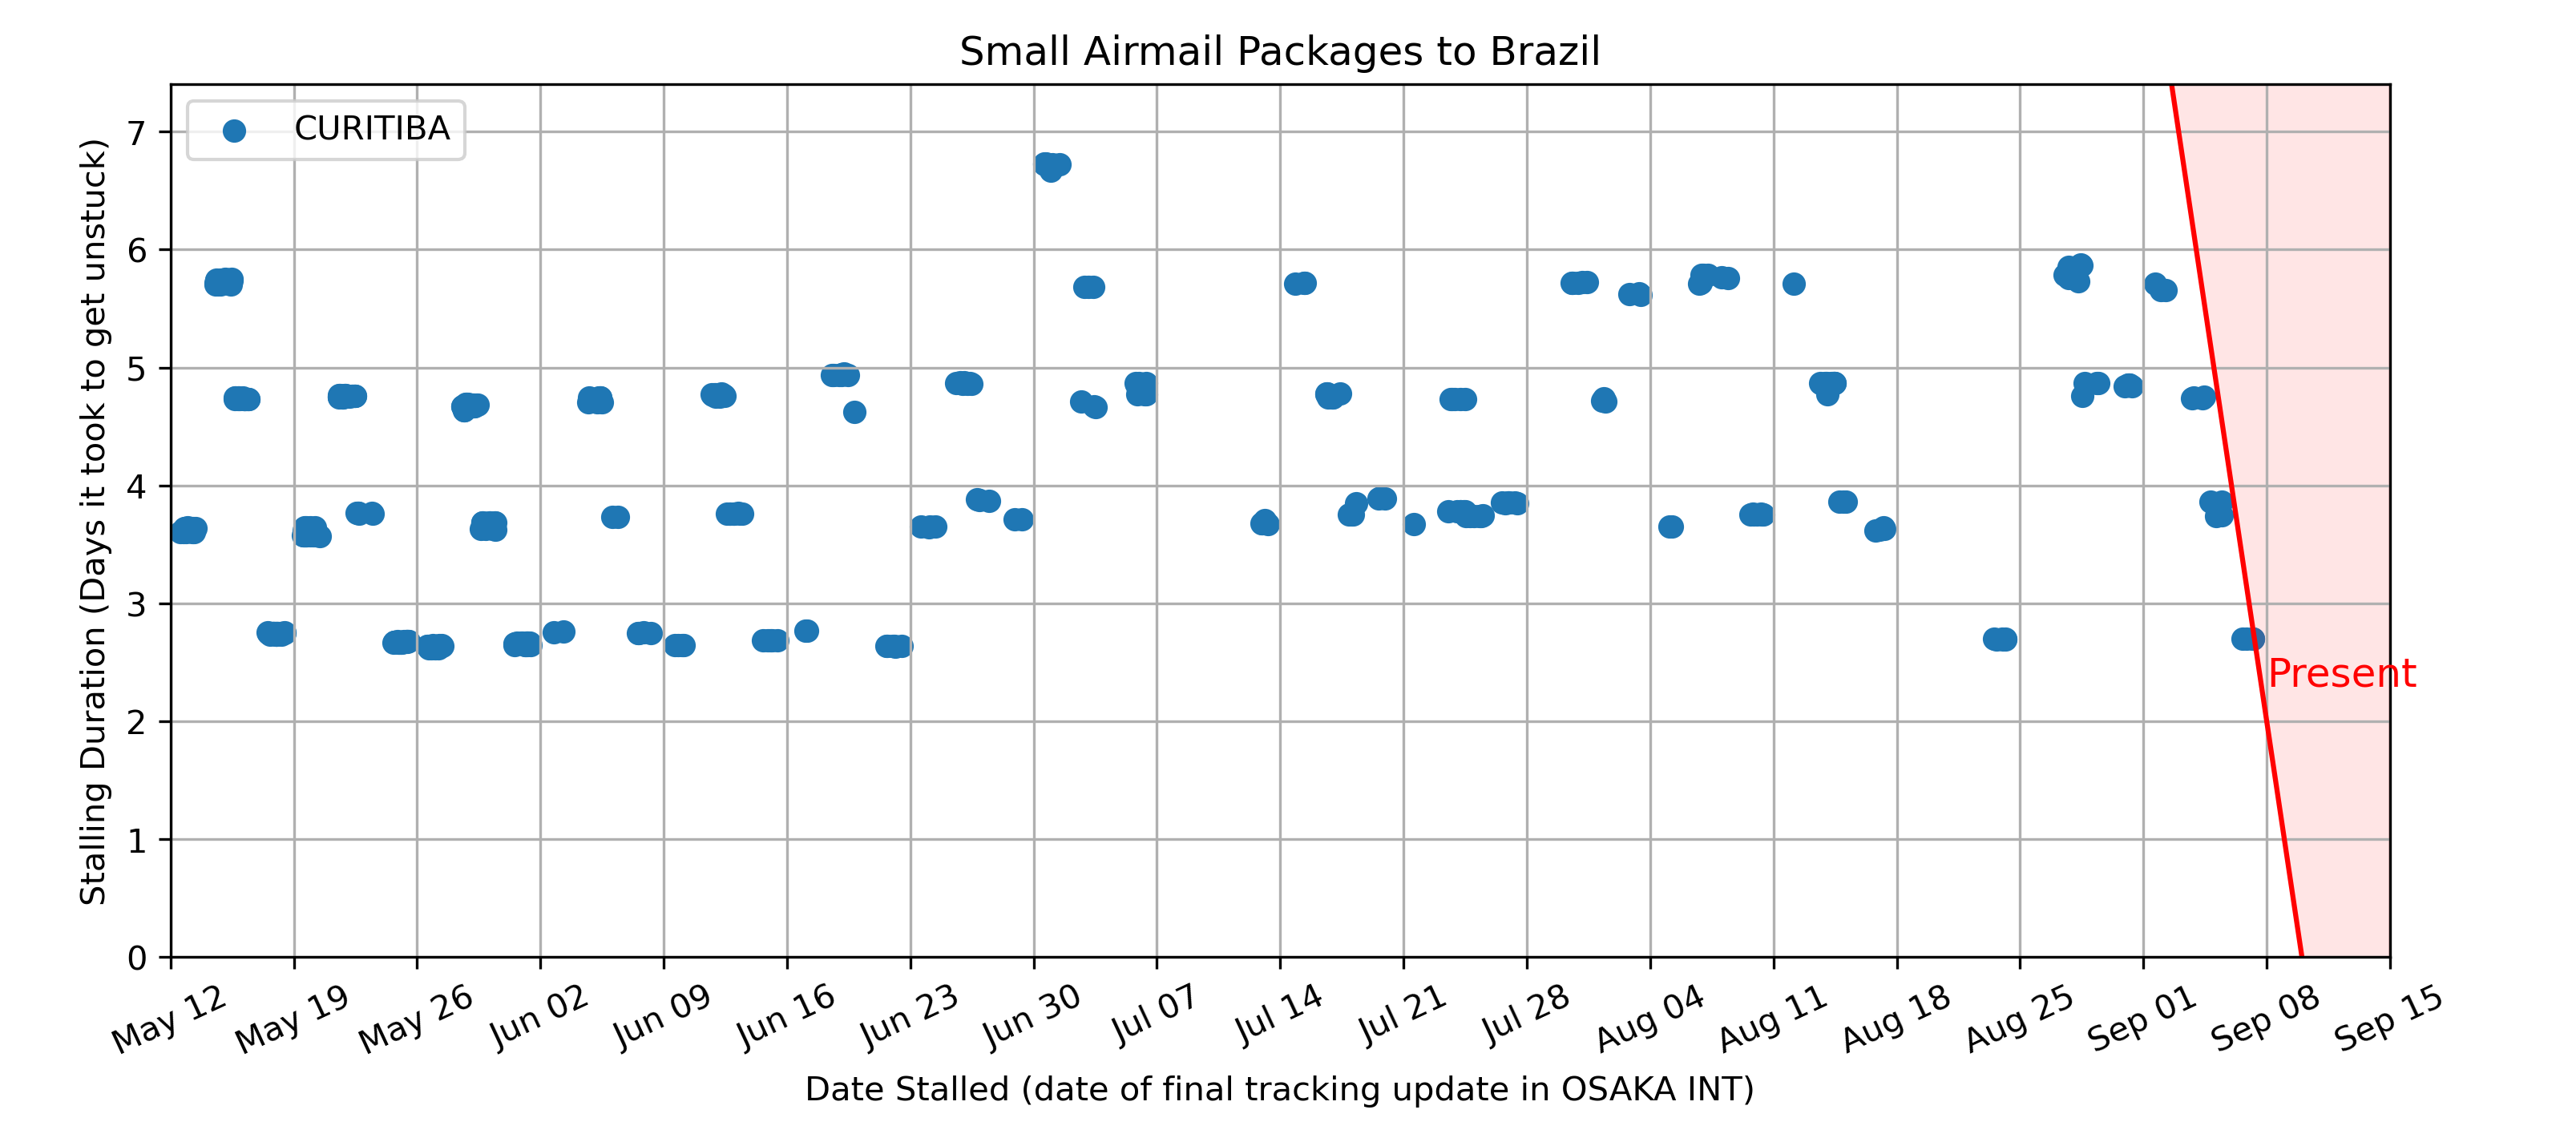 Small Airmail Packages to Brazil
CURITIBA
Stalling Duration (Days it took to get unstuck)
7
6
5
4
3
2
1
0
Present
May 12
May 19
May 26
Jun 02
Jun 09
Jun 16
Jun 23
Jun 30
Jul 07
Jul 14
Jul 21
Jul 28
Aug 04
Aug 11
Aug 18
Aug 25
Sep 01
Sep 08
Sep 15
Date Stalled (date of final tracking update in OSAKA INT)